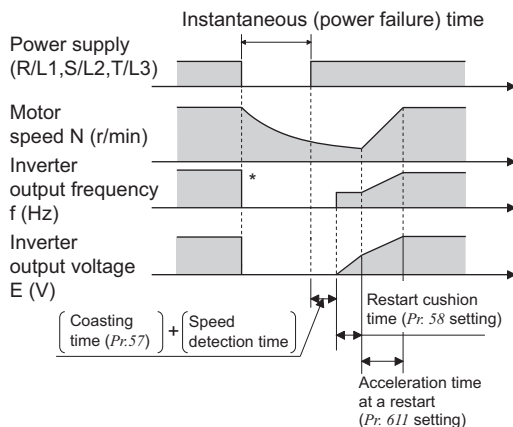 Instantaneous (power failure) time
Power supply
(R/L1,S/L2,T/L3)
Motor
speed N (r/min)
Inverter
output frequency
f (Hz)
*
Inverter
output voltage
E (V)
Coasting
time (Pr.57)
+
Speed
detection time
Restart cushion
time (Pr. 58 setting)
Acceleration time
at a restart
(Pr. 611 setting)